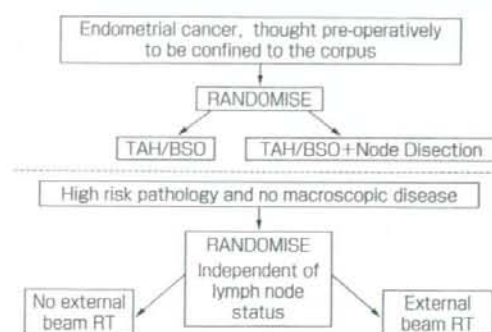 Endometrial cancer, thought pre-operatively
to be confined to the corpus
RANDOMISE
TAH/BSO
TAH/BSO+Node Disection
High risk pathology and no macroscopic disease
RANDOMISE
Independent of
lymph node
status
No external
beam RT
External
beam RT